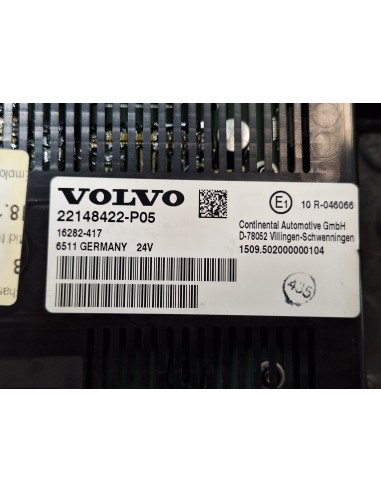 VOLVO
22148422-P05
16282-417
6511 GERMANY 24V
E1 10 R-046066
Continental Automotive GmbH
D-78052 Villingen-Schwenningen
1509.502000000104
435